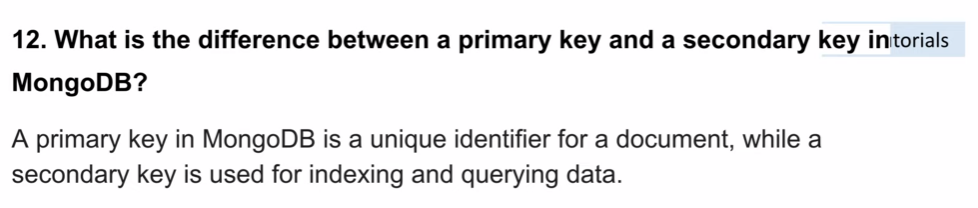 12. What is the difference between a primary key and a secondary key in
torials
MongoDB?
A primary key in MongoDB is a unique identifier for a document, while a
secondary key is used for indexing and querying data.